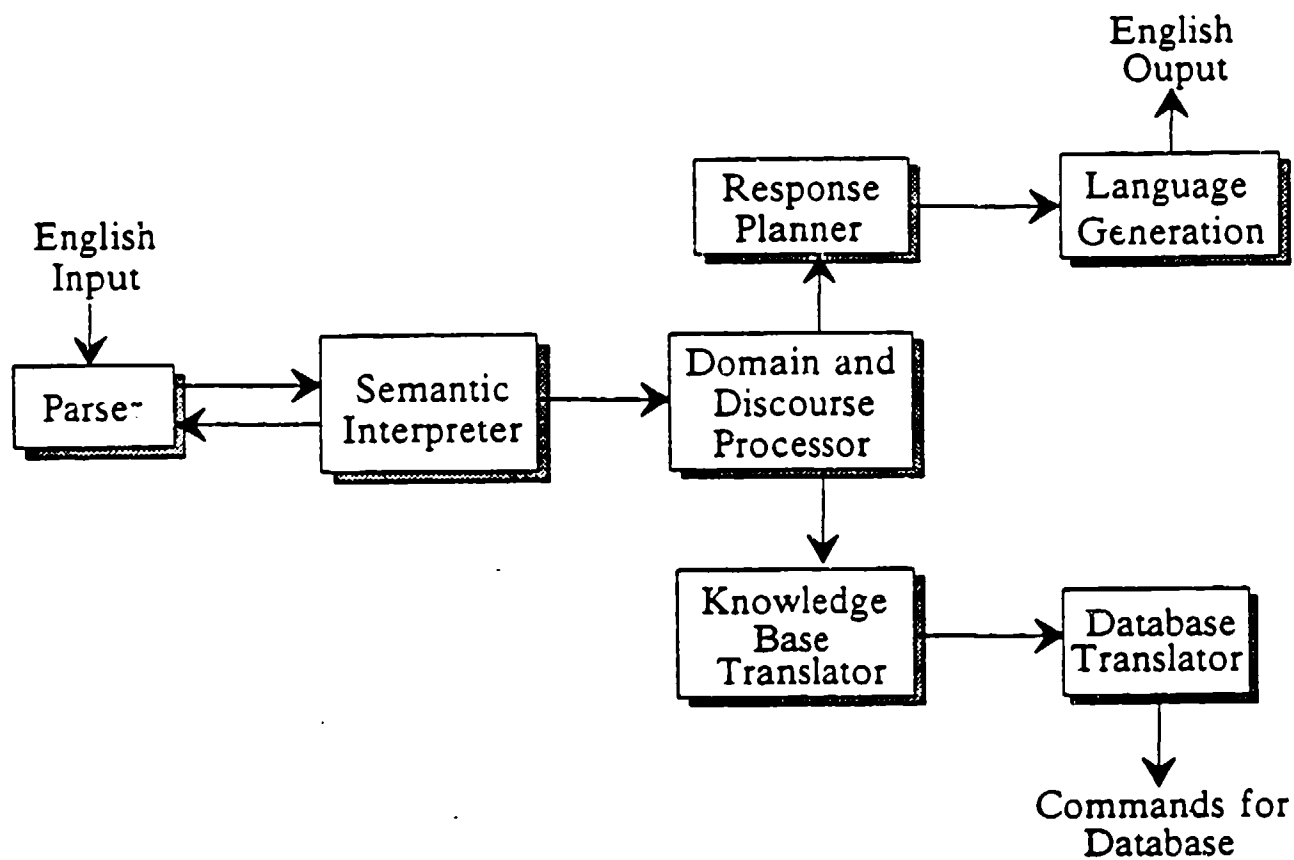 English
Ouput
Response
Planner
Language
Generation
English
Input
Parser
Semantic
Interpreter
Domain and
Discourse
Processor
Knowledge
Base
Translator
Database
Translator
Commands for
Database